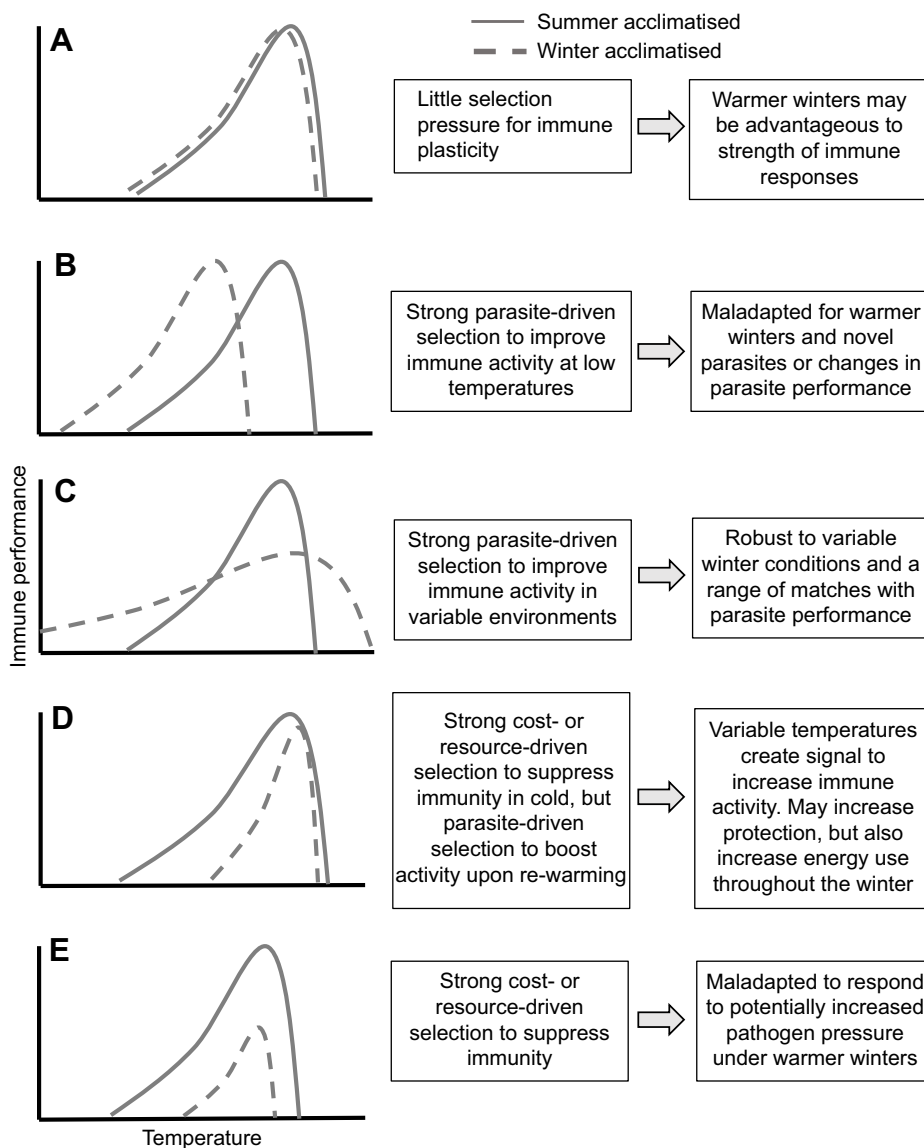 Summer acclimatised
Winter acclimatised
A
Little selection
pressure for immune
plasticity
Warmer winters may
be advantageous to
strength of immune
responses
B
Strong parasite-driven
selection to improve
immune activity at low
temperatures
Maladapted for warmer
winters and novel
parasites or changes in
parasite performance
C
Strong parasite-driven
selection to improve
immune activity in
variable environments
Robust to variable
winter conditions and a
range of matches with
parasite performance
Immune performance
D
Strong cost- or
resource-driven
selection to suppress
immunity in cold, but
parasite-driven
selection to boost
activity upon re-warming
Variable temperatures
create signal to
increase immune
activity. May increase
protection, but also
increase energy use
throughout the winter
E
Strong cost- or
resource-driven
selection to suppress
immunity
Maladapted to respond
to potentially increased
pathogen pressure
under warmer winters
Temperature